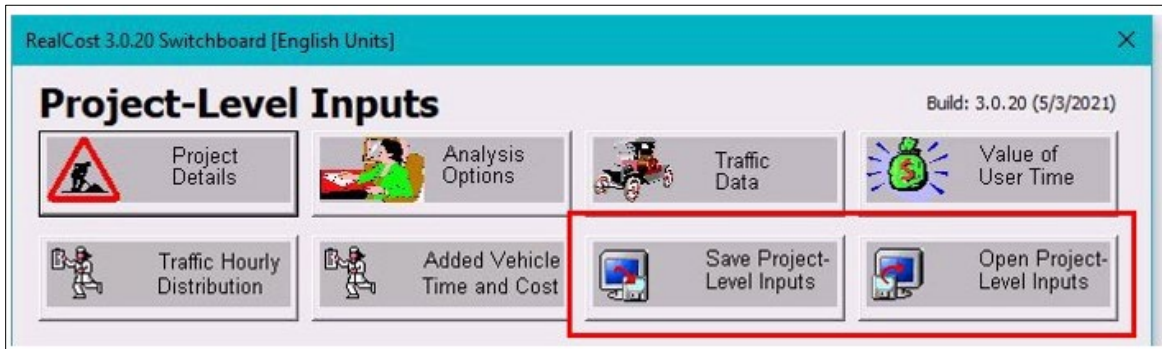 RealCost 3.0.20 Switchboard [English Units]
Project-Level Inputs
Build: 3.0.20 (5/3/2021)
Project
Details
Analysis
Options
Traffic
Data
Value of
User Time
Traffic Hourly
Distribution
Added Vehicle
Time and Cost
Save Project-
Level Inputs
Open Project-
Level Inputs